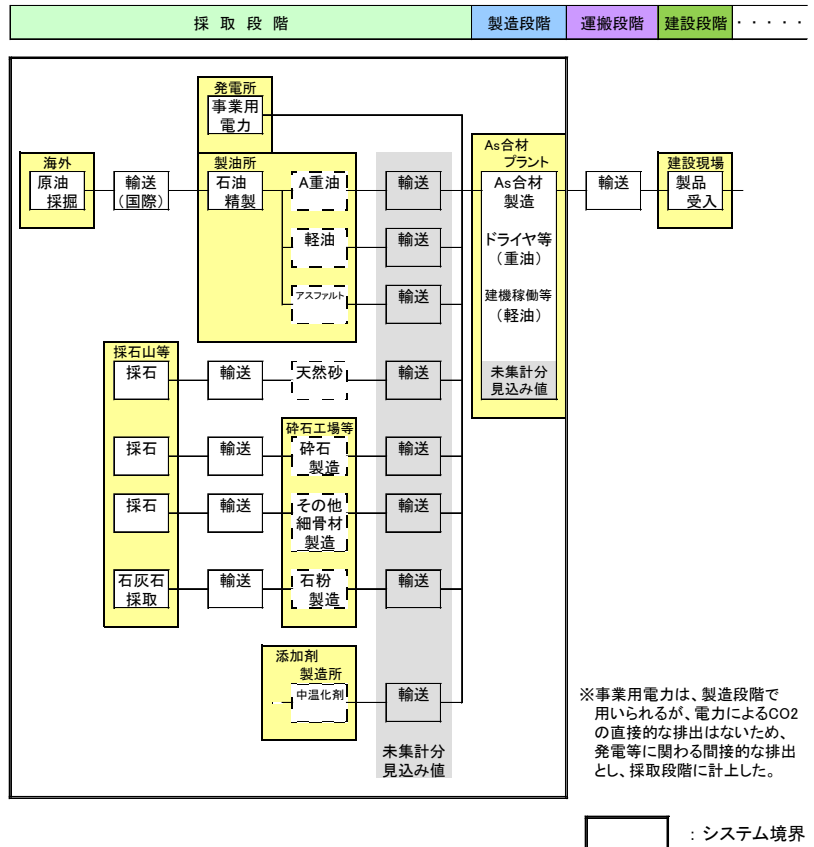 採 取 段 階
製造段階
運搬段階
建設段階
・・・・・
発電所
事業用
電力
海外
原油
採掘
輸送
(国際)
製油所
石油
精製
A重油
輸送
軽油
輸送
アスファルト
輸送
As合材
プラント
As合材
製造
ドライヤ等
(重油)
建機稼働等
(軽油)
未集計分
見込み値
輸送
建設現場
製品
受入
採石山等
採石
輸送
天然砂
輸送
砕石工場等
採石
輸送
砕石
製造
輸送
採石
輸送
その他
細骨材
製造
輸送
石灰石
採取
輸送
石粉
製造
輸送
添加剤
製造所
中温化剤
輸送
未集計分
見込み値
※事業用電力は、製造段階で
用いられるが、電力によるCO2
の直接的な排出はないため、
発電等に関わる間接的な排出
とし、採取段階に計上した。
：システム境界